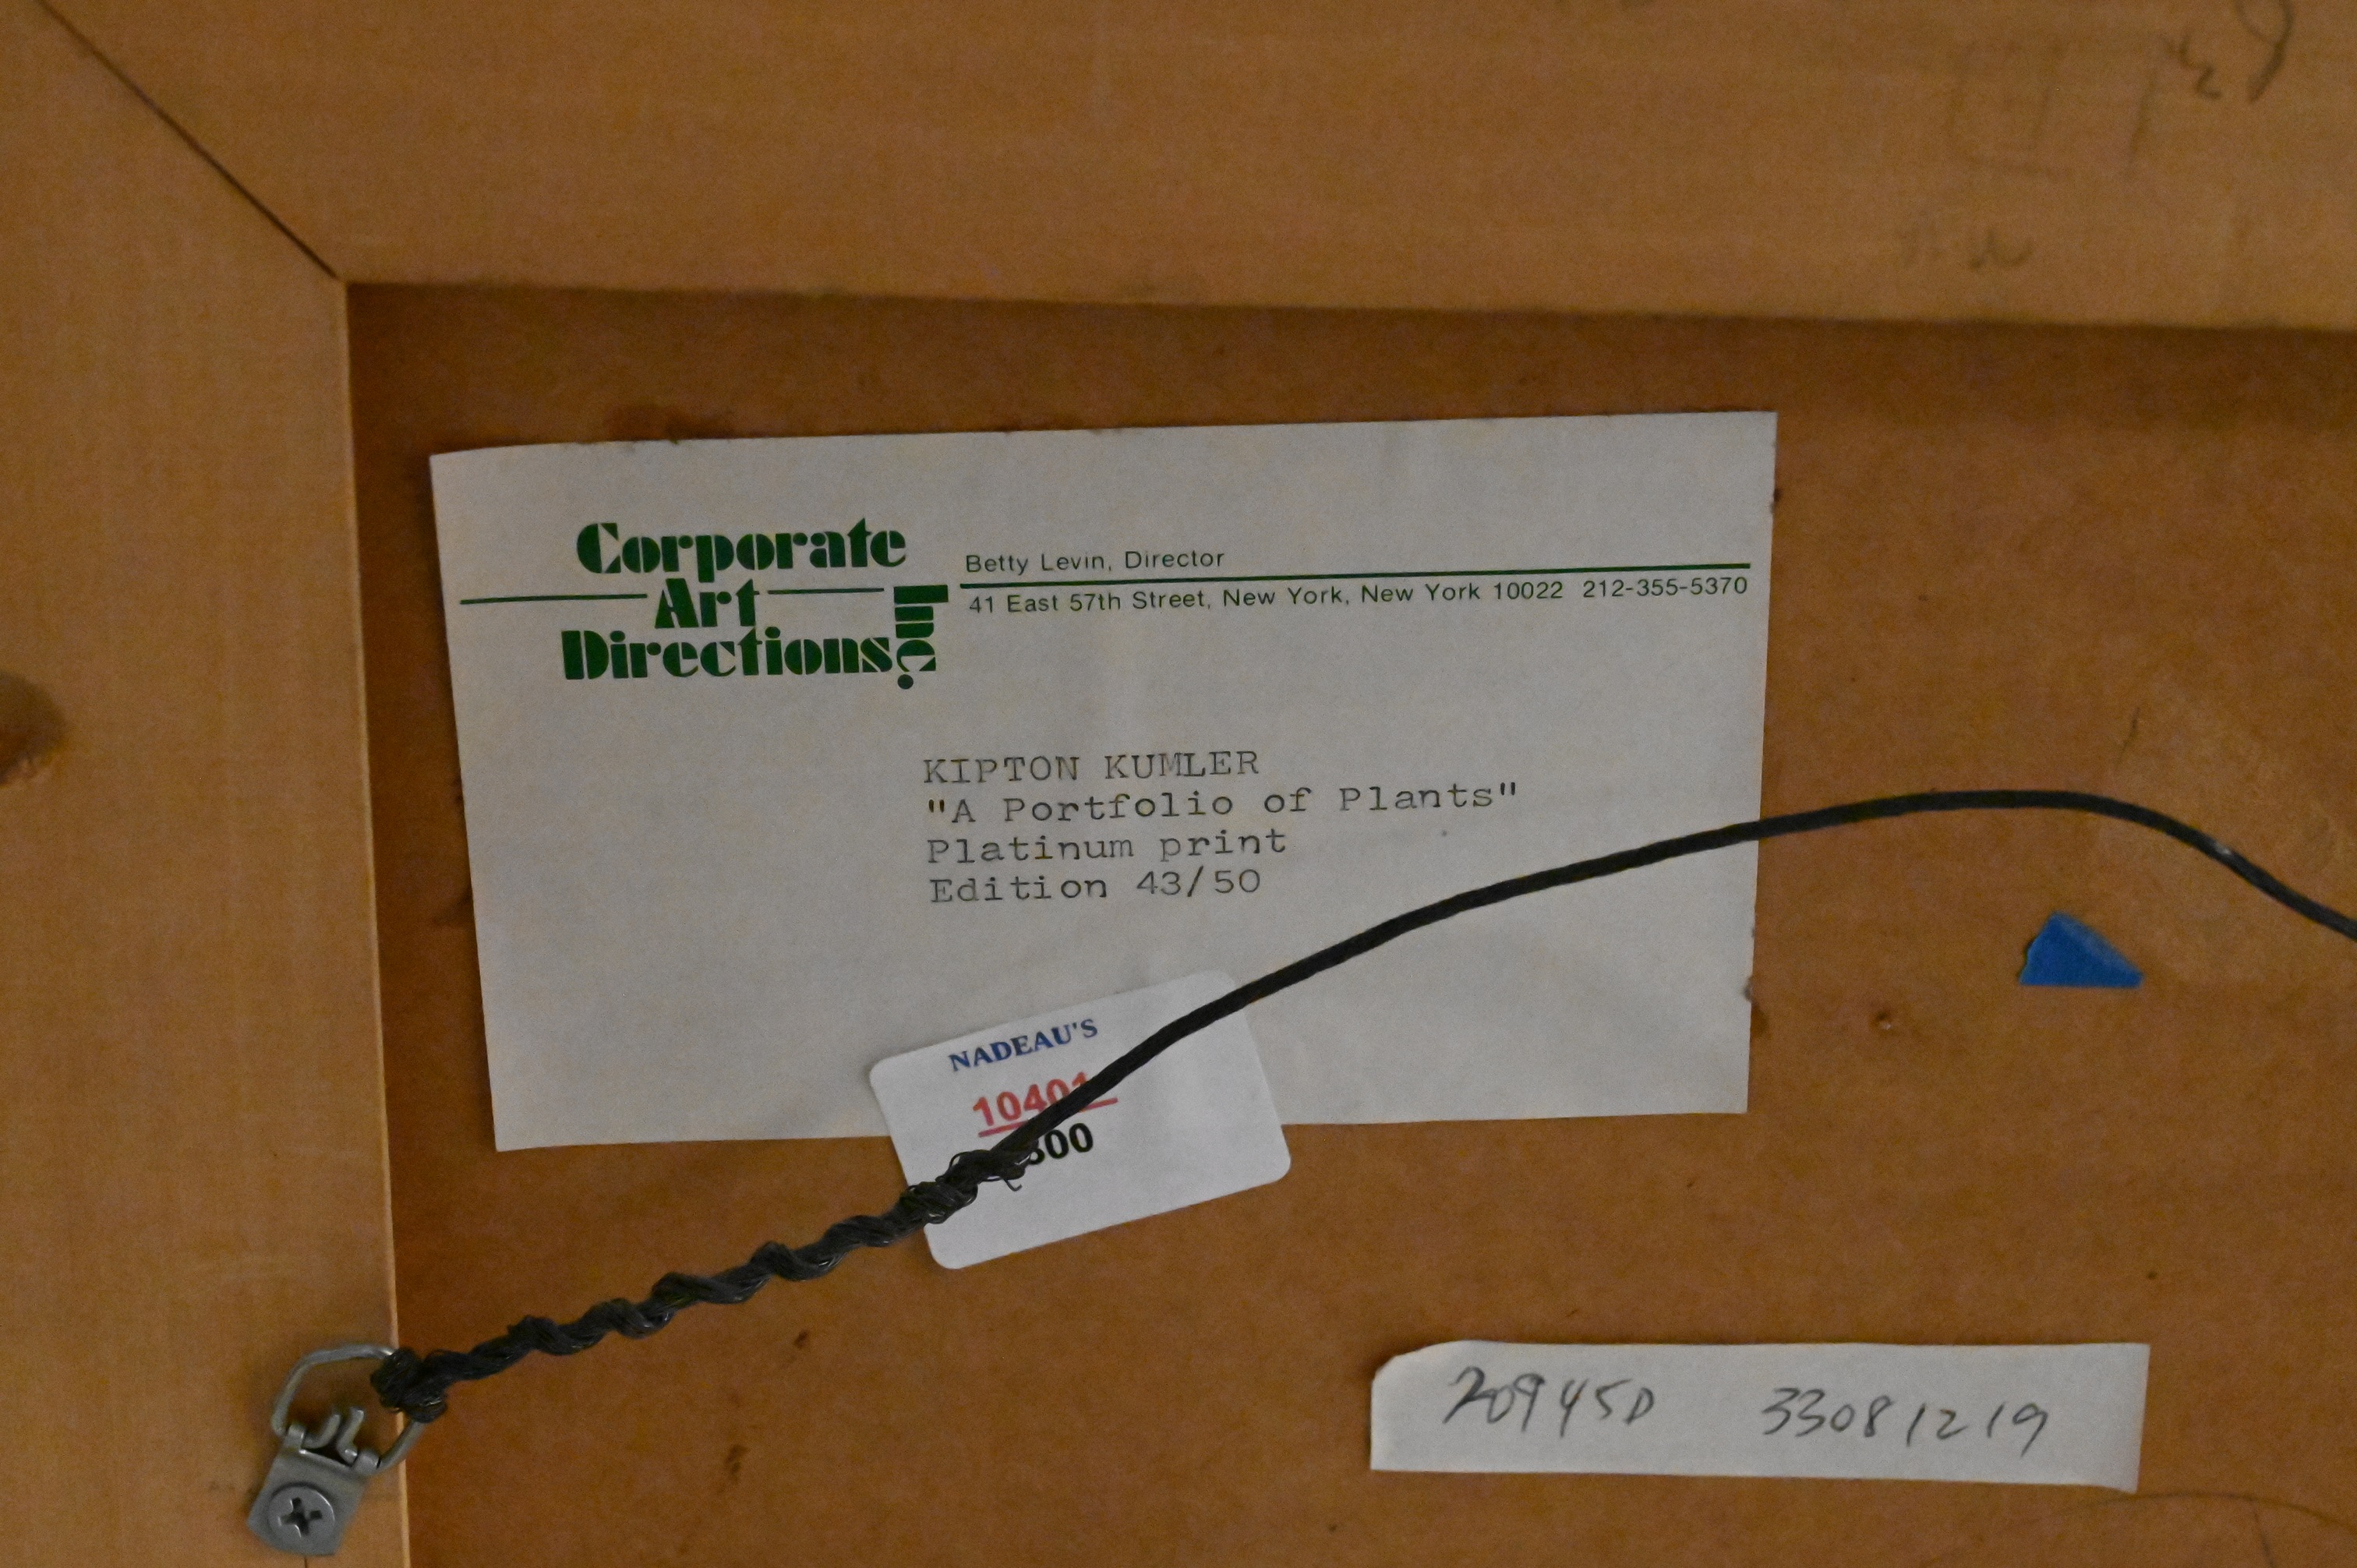 Corporate
Art
Directions Inc.
Betty Levin, Director
41 East 57th Street, New York, New York 10022 212-355-5370
KIPTON KUMLER
"A Portfolio of Plants"
Platinum print
Edition 43/50
NADEAU'S
10401
20945D 33081219